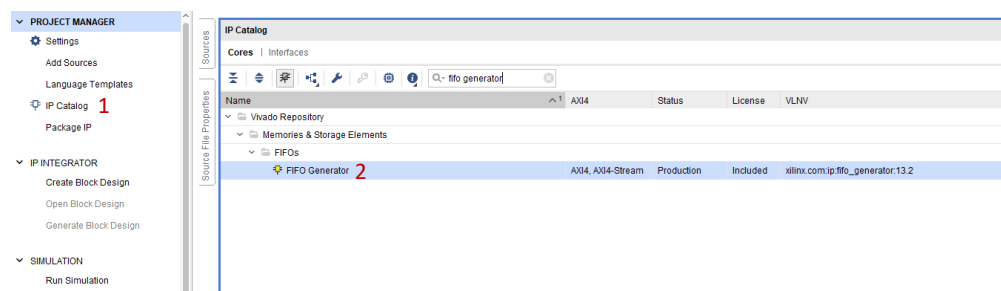 PROJECT MANAGER
Settings
Add Sources
Language Templates
IP Catalog 1
Package IP
IP INTEGRATOR
Create Block Design
Open Block Design
Generate Block Design
SIMULATION
Run Simulation
Sources
Source File Properties
IP Catalog
Cores | Interfaces
fifo generator
Name 1 AXI4 Status License VLNV
Vivado Repository
Memories & Storage Elements
FIFOs
FIFO Generator 2 AXI4, AXI4-Stream Production Included xilinx.com:ip:fifo_generator:13.2